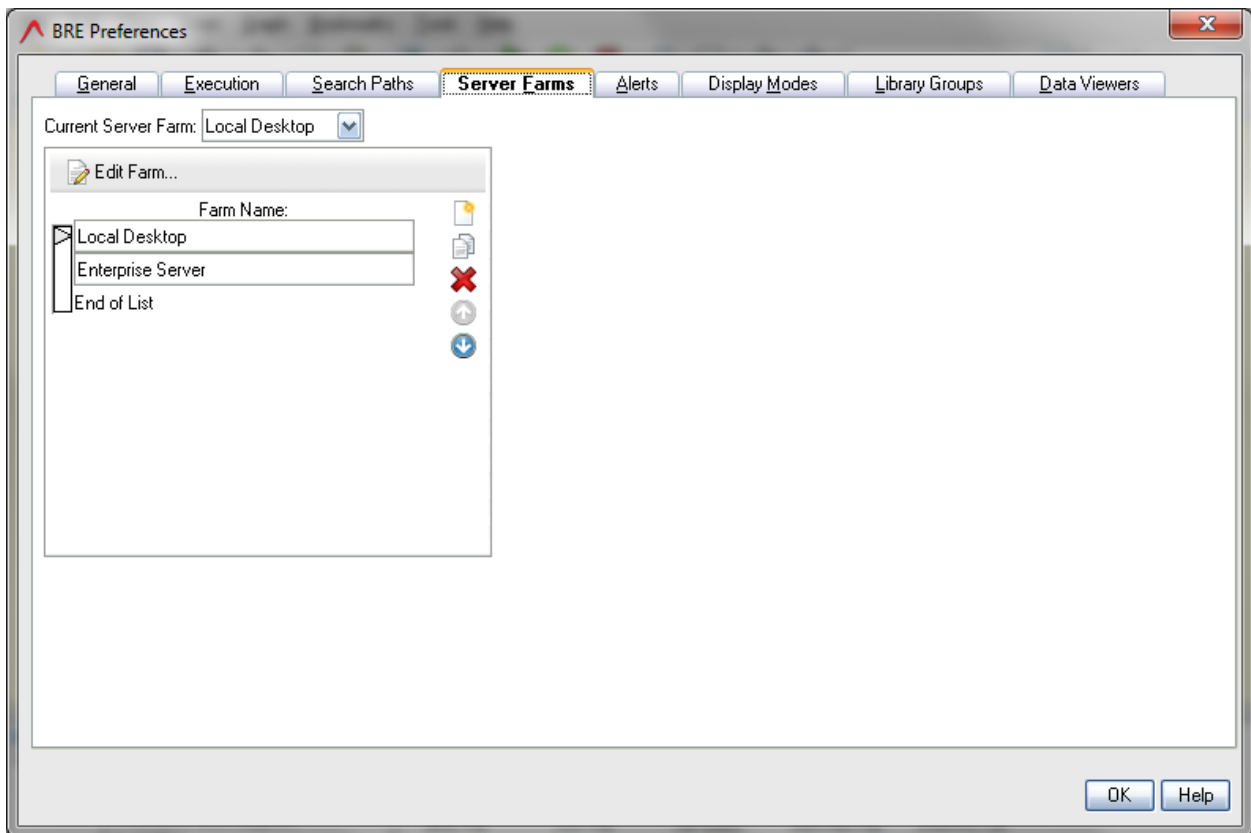 BRE Preferences
General Execution Search Paths Server Farms Alerts Display Modes Library Groups Data Viewers
Current Server Farm: Local Desktop
Edit Farm...
Farm Name:
Local Desktop
Enterprise Server
End of List
OK Help